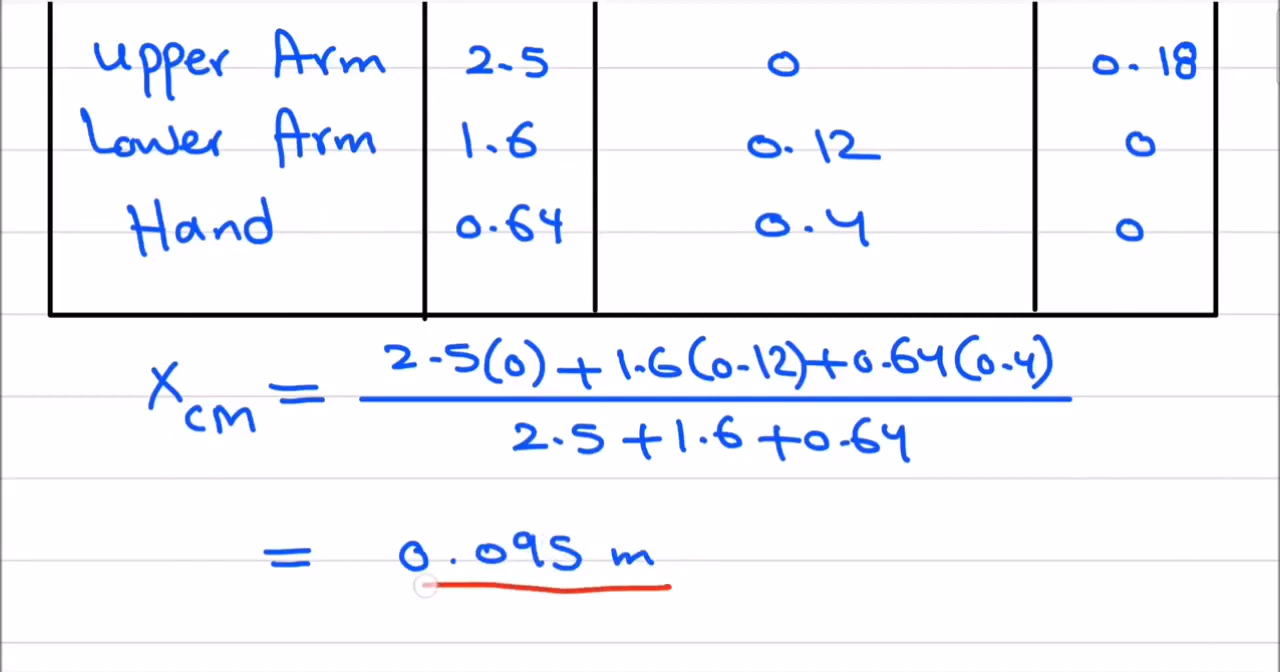 Upper Arm 2.5 0 0.18
Lower Arm 1.6 0.12 0
Hand 0.64 0.4 0
X_CM = (2.5(0) + 1.6(0.12) + 0.64(0.4)) / (2.5 + 1.6 + 0.64)
= 0.095 m